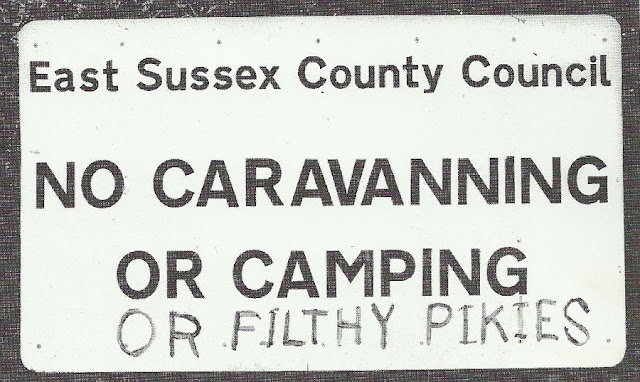 East Sussex County Council
NO CARAVANNING
OR CAMPING
OR FILTHY PIKIES